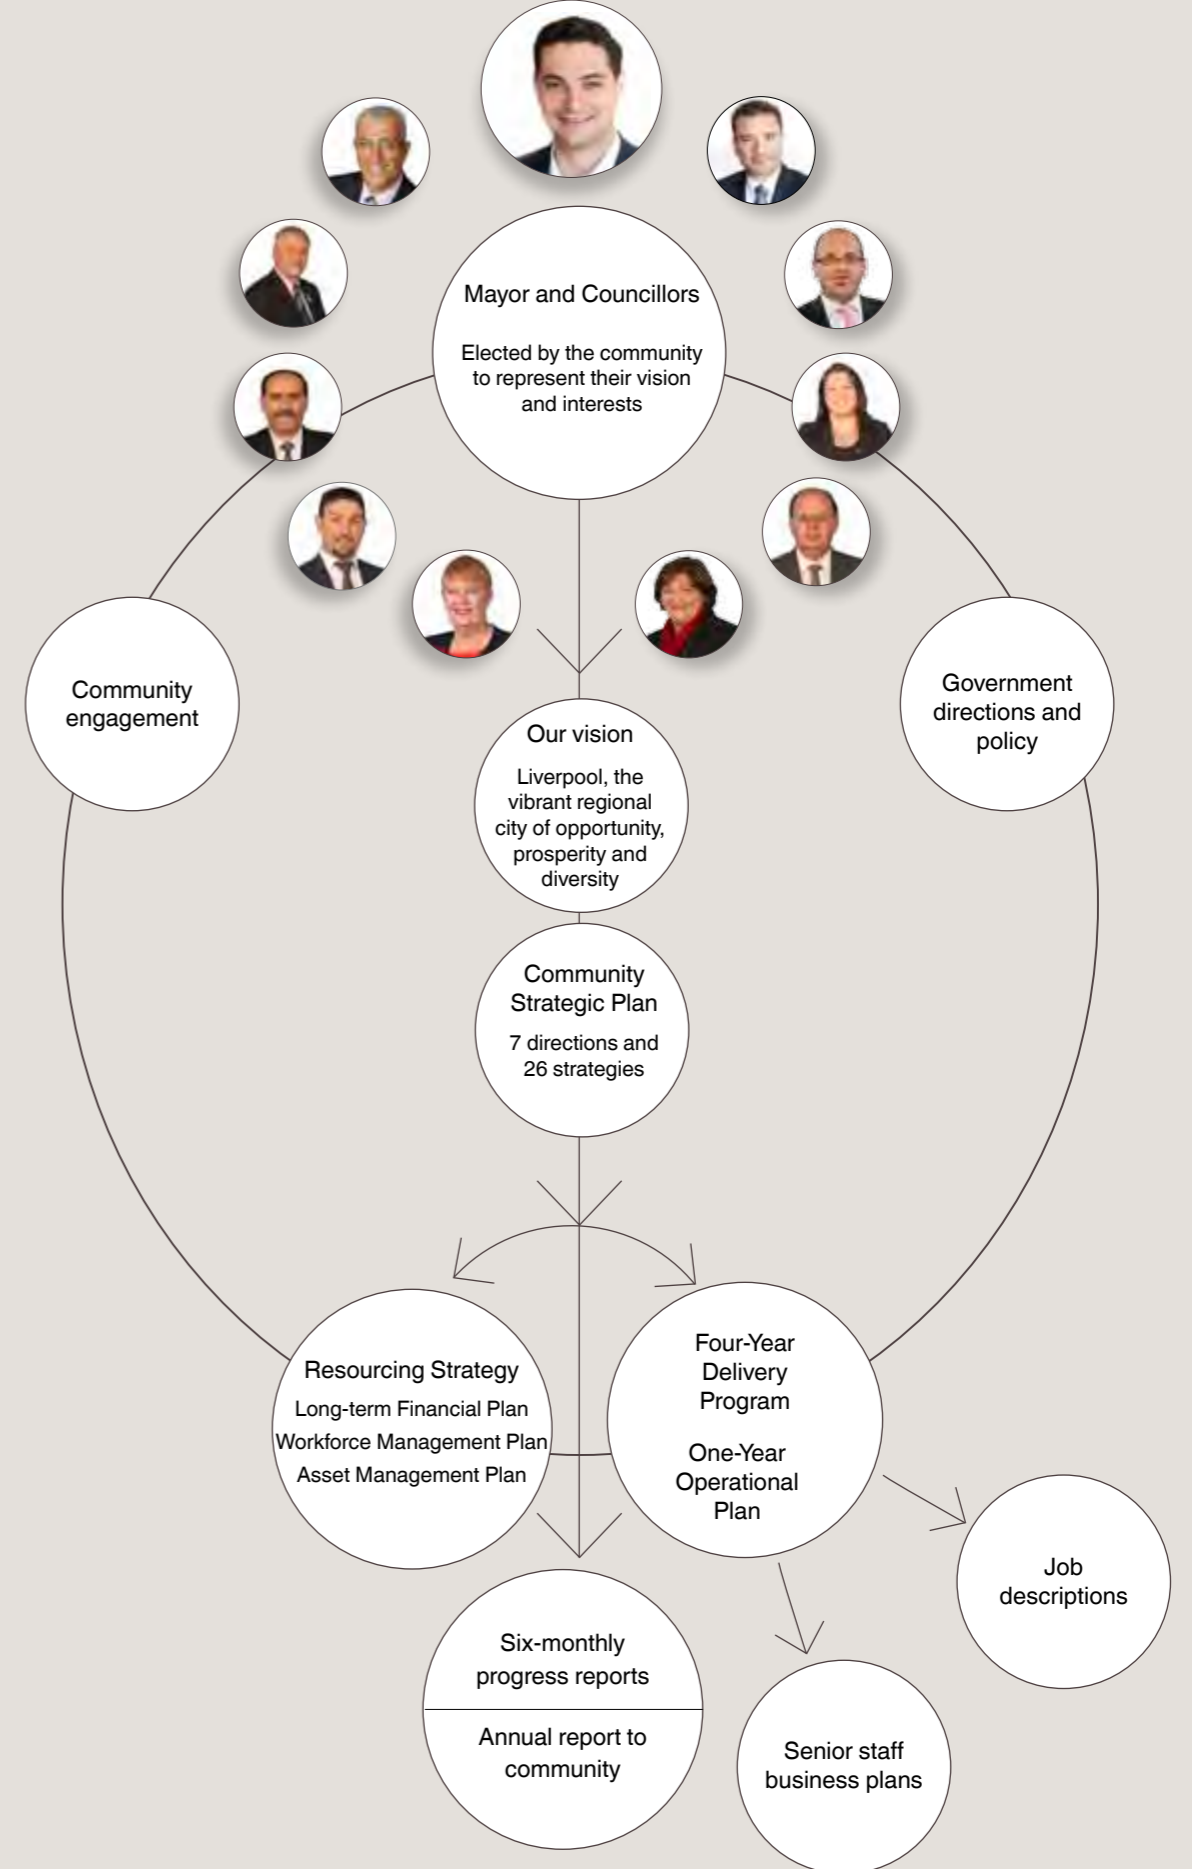 Mayor and Councillors
Elected by the community
to represent their vision
and interests
Community
engagement
Government
directions and
policy
Our vision
Liverpool, the
vibrant regional
city of opportunity,
prosperity and
diversity
Community
Strategic Plan
7 directions and
26 strategies
Resourcing Strategy
Long-term Financial Plan
Workforce Management Plan
Asset Management Plan
Four-Year
Delivery
Program
One-Year
Operational
Plan
Job
descriptions
Six-monthly
progress reports
Annual report to
community
Senior staff
business plans